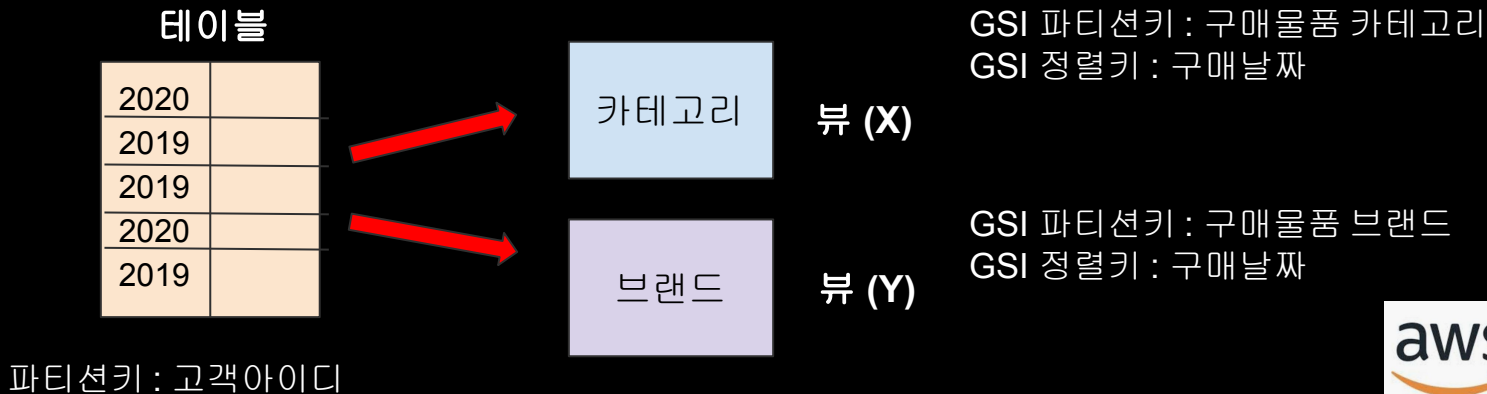 테이블
2020
2019
2019
2020
2019
파티션키 : 고객아이디
카테고리
뷰 (X)
브랜드
뷰 (Y)
GSI 파티션키 : 구매물품 카테고리
GSI 정렬키 : 구매날짜
GSI 파티션키 : 구매물품 브랜드
GSI 정렬키 : 구매날짜
aws